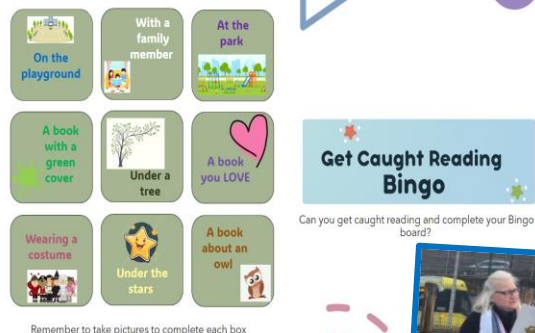 On the
playground
With a
family
member
At the
park
A book
with a
green
cover
Under a
tree
A book
you LOVE
Wearing a
costume
Under the
stars
A book
about an
owl
Remember to take pictures to complete each box
Get Caught Reading
Bingo
Can you get caught reading and complete your Bingo
board?